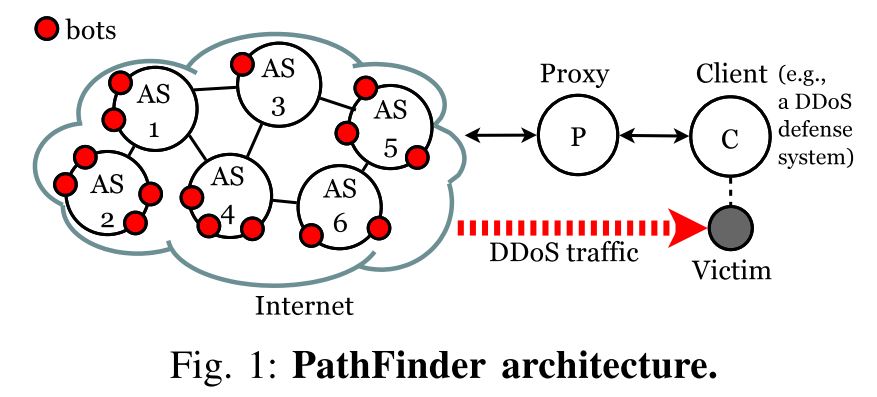 bots
AS
1
AS
2
AS
3
AS
4
AS
5
AS
6
Internet
Proxy
P
Client (e.g.,
a DDoS
defense
system)
C
DDoS traffic
Victim
Fig. 1: PathFinder architecture.